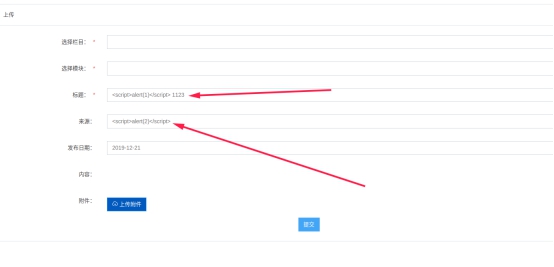 上传
选择栏目： *
选择模块： *
标题： * <script>alert(1)</script> 1123
来源： <script>alert(2)</script>
发布日期： 2019-12-21
内容：
附件：
上传附件
提交